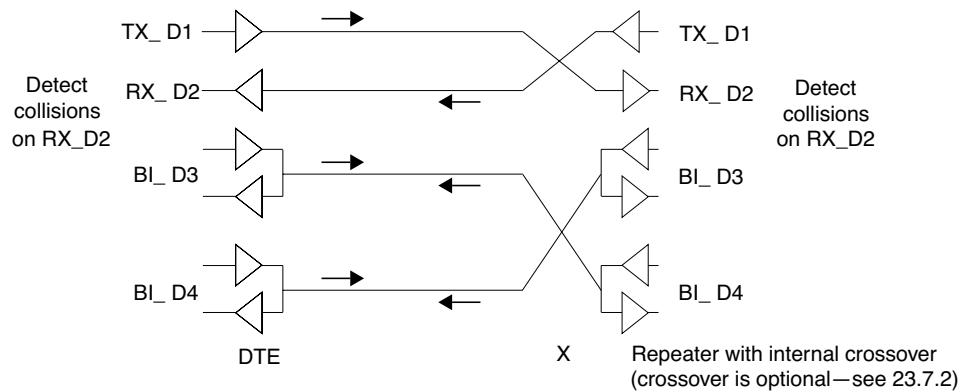 TX_ D1
TX_ D1
Detect
collisions
on RX_D2
RX_ D2
RX_ D2
Detect
collisions
on RX_D2
BI_ D3
BI_ D3
BI_ D4
BI_ D4
DTE
X
Repeater with internal crossover
(crossover is optional—see 23.7.2)